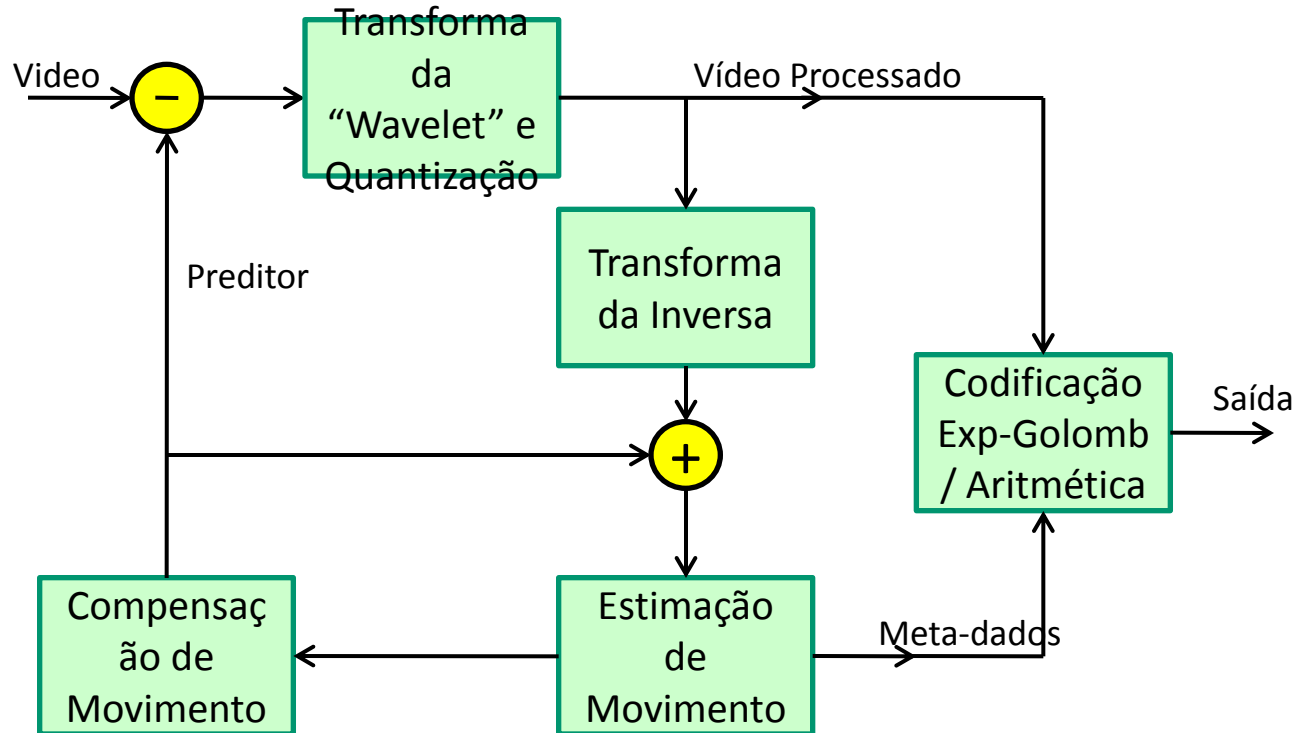 Video
−
Transforma
da
“Wavelet” e
Quantização
Vídeo Processado
Preditor
Transforma
da Inversa
+
Codificação
Exp-Golomb
/ Aritmética
Saída
Compensaç
ão de
Movimento
Estimação
de
Movimento
Meta-dados